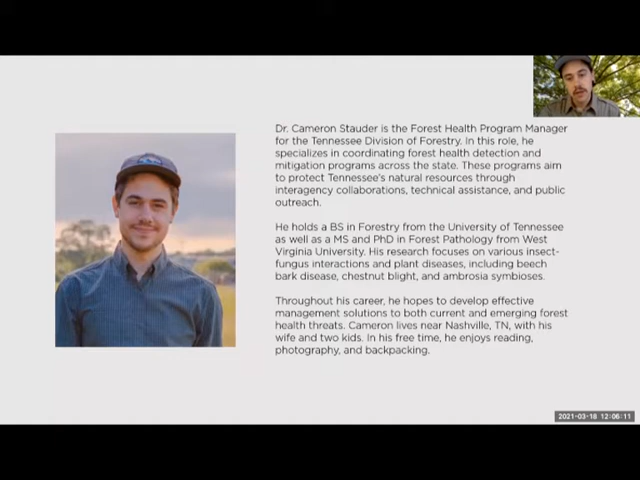 Dr. Cameron Stauder is the Forest Health Program Manager
for the Tennessee Division of Forestry. In this role, he
specializes in coordinating forest health detection and
mitigation programs across the state. These programs aim
to protect Tennessee's natural resources through
interagency collaborations, technical assistance, and public
outreach.
He holds a BS in Forestry from the University of Tennessee
as well as a MS and PhD in Forest Pathology from West
Virginia University. His research focuses on various insect-
fungus interactions and plant diseases, including beech
bark disease, chestnut blight, and ambrosia symbioses.
Throughout his career, he hopes to develop effective
management solutions to both current and emerging forest
health threats. Cameron lives near Nashville, TN, with his
wife and two kids. In his free time, he enjoys reading,
photography, and backpacking.
2021-03-18 12:06:11